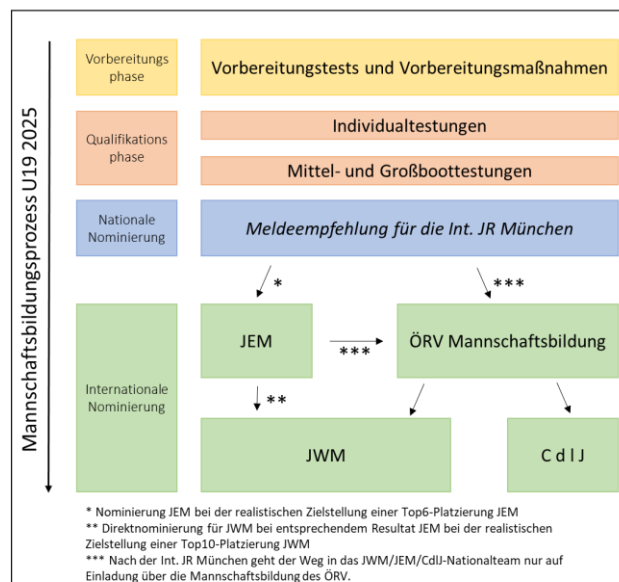 Mannschaftsbildungsprozess U19 2025
Vorbereitungs
phase
Vorbereitungstests und Vorbereitungsmaßnahmen
Qualifikations
phase
Individualtestungen
Mittel- und Großboottestungen
Nationale
Nominierung
Meldeempfehlung für die Int. JR München
*
***
Internationale
Nominierung
JEM
***
ÖRV Mannschaftsbildung
**
JWM
C d l J
* Nominierung JEM bei der realistischen Zielstellung einer Top6-Platzierung JEM
** Direktnominierung für JWM bei entsprechendem Resultat JEM bei der realistischen
Zielstellung einer Top10-Platzierung JWM
*** Nach der Int. JR München geht der Weg in das JWM/JEM/CdlJ-Nationalteam nur auf
Einladung über die Mannschaftsbildung des ÖRV.